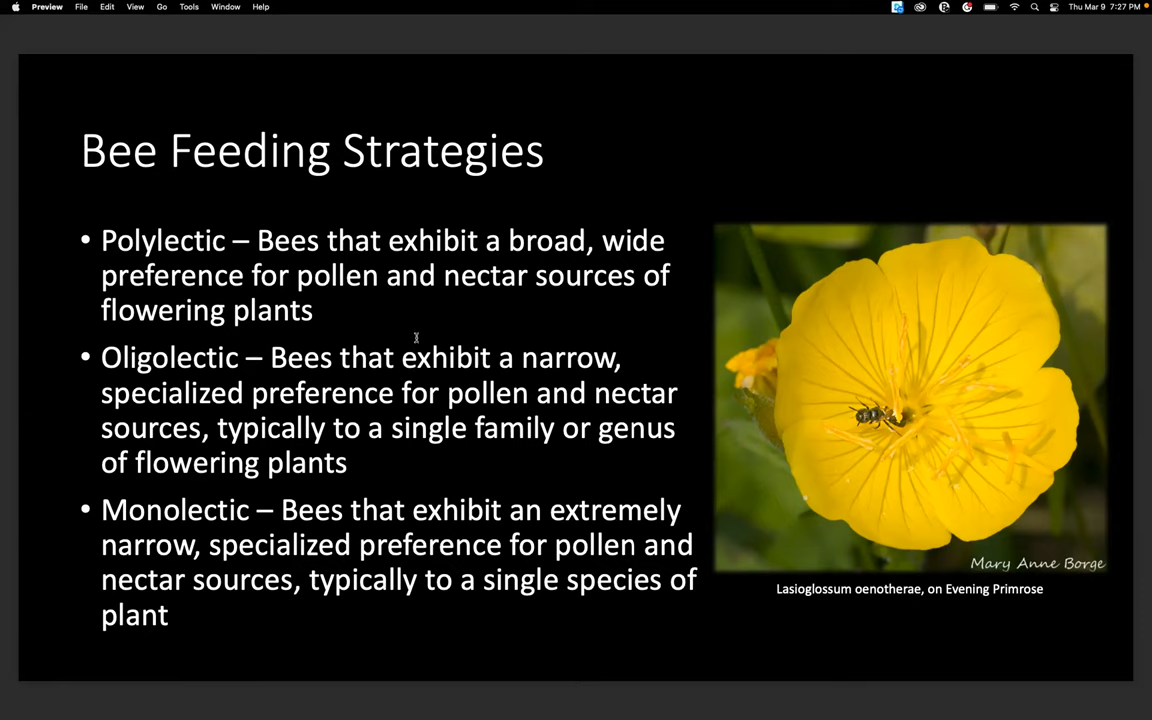 Preview File Edit View Go Tools Window Help Thu Mar 9 7:27 PM
Bee Feeding Strategies
• Polylectic – Bees that exhibit a broad, wide
preference for pollen and nectar sources of
flowering plants
• Oligolectic – Bees that exhibit a narrow,
specialized preference for pollen and nectar
sources, typically to a single family or genus
of flowering plants
• Monolectic – Bees that exhibit an extremely
narrow, specialized preference for pollen and
nectar sources, typically to a single species of
plant
Mary Anne Borge
Lasioglossum oenotherae, on Evening Primrose